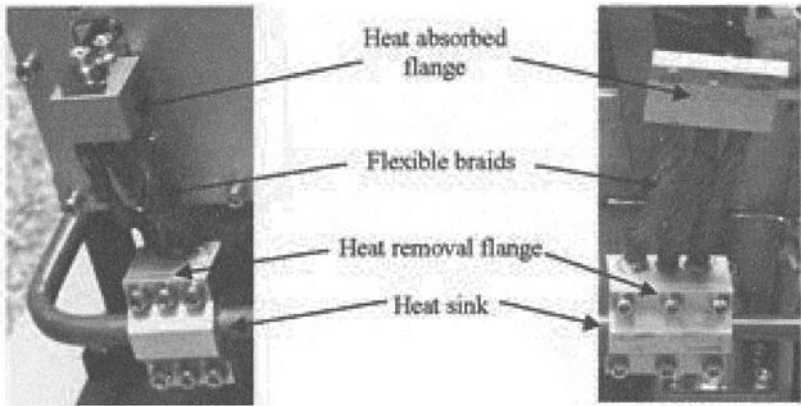 Heat absorbed
flange
Flexible braids
Heat removal flange
Heat sink